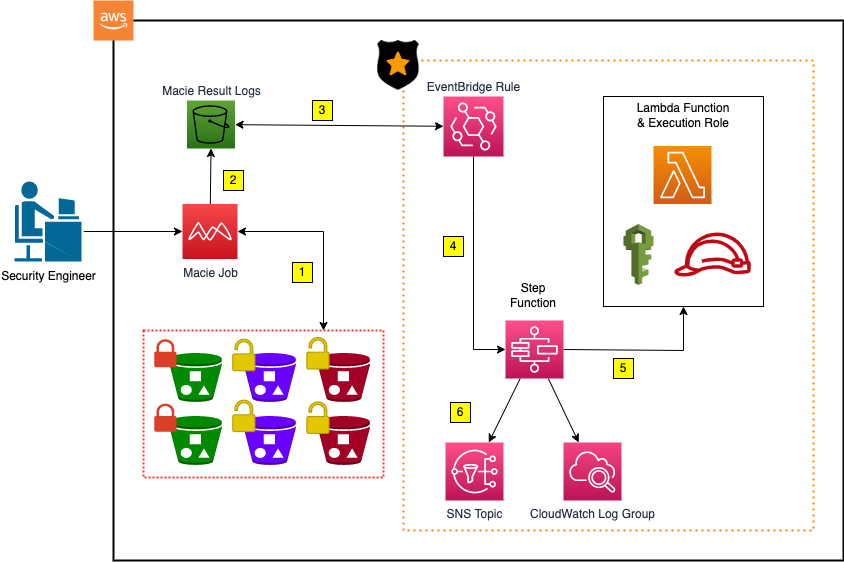 aws
Macie Result Logs
3
EventBridge Rule
Lambda Function
& Execution Role
2
Security Engineer
Macie Job
1
4
Step
Function
5
6
SNS Topic
CloudWatch Log Group